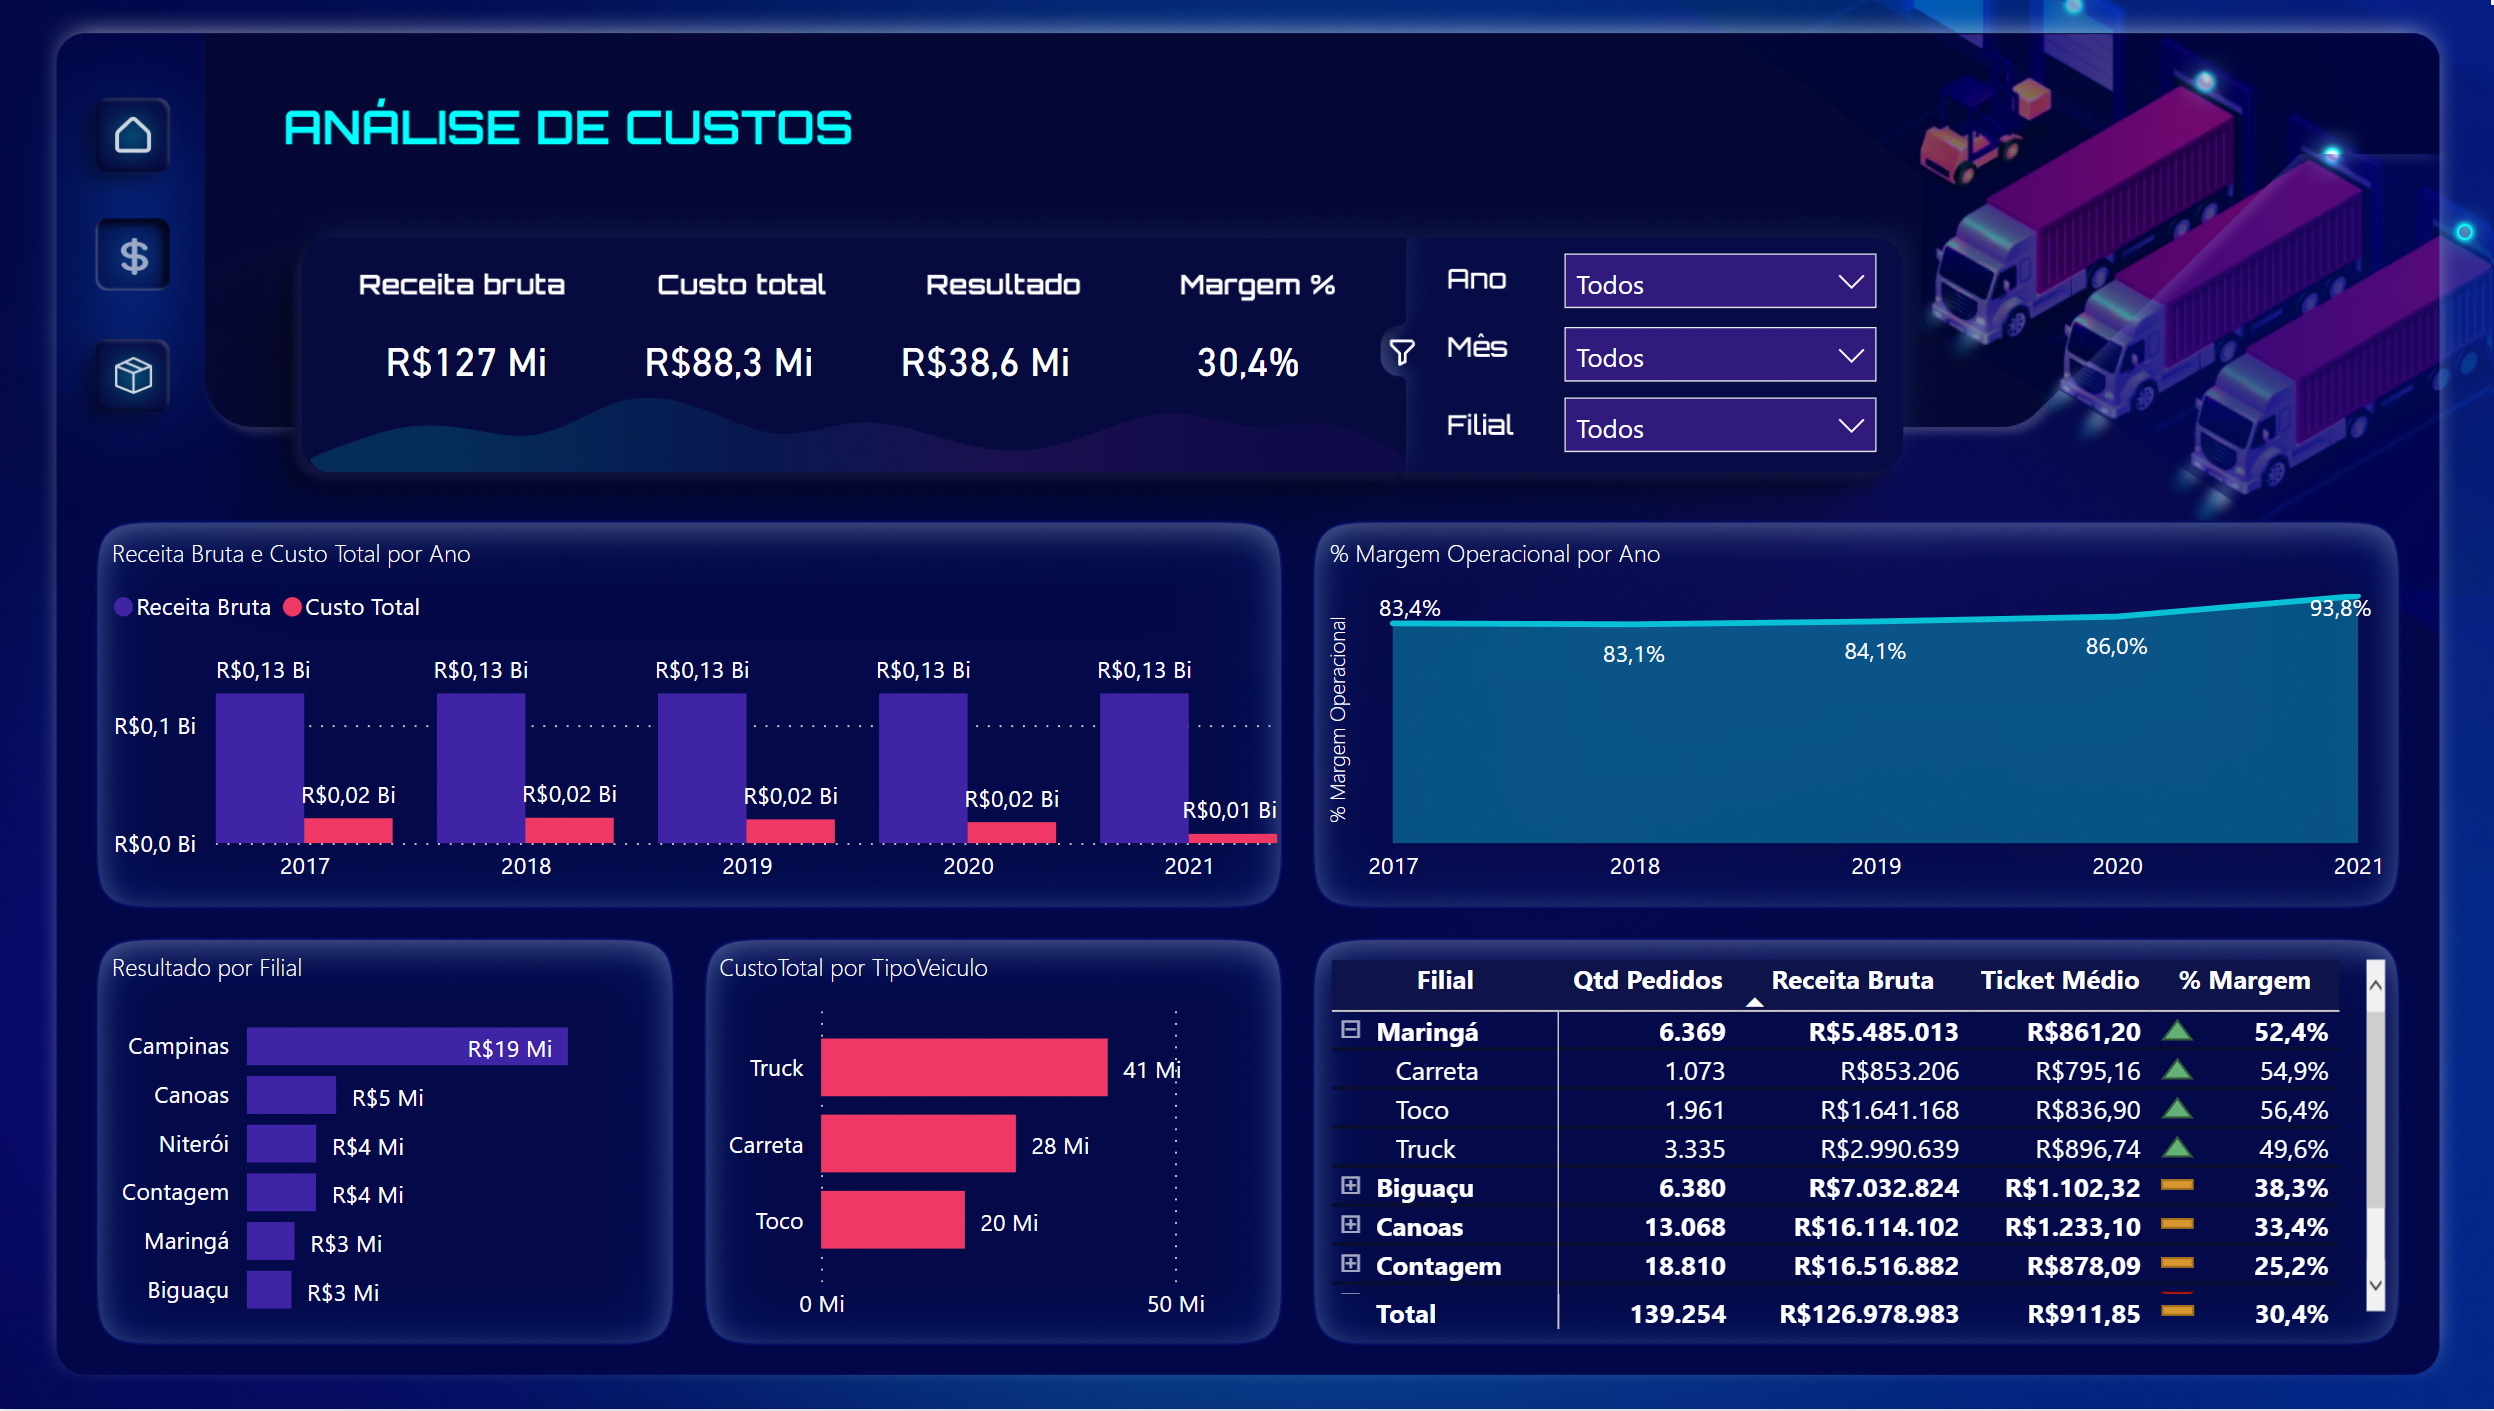 ANÁLISE DE CUSTOS
Receita bruta Custo total Resultado Margem %
R$127 Mi R$88,3 Mi R$38,6 Mi 30,4%
Ano Todos
Mês Todos
Filial Todos
Receita Bruta e Custo Total por Ano
Receita Bruta Custo Total
R$0,13 Bi R$0,13 Bi R$0,13 Bi R$0,13 Bi R$0,13 Bi
R$0,1 Bi
R$0,02 Bi R$0,02 Bi R$0,02 Bi R$0,02 Bi R$0,01 Bi
R$0,0 Bi
2017 2018 2019 2020 2021
% Margem Operacional por Ano
% Margem Operacional
83,4% 83,1% 84,1% 86,0% 93,8%
2017 2018 2019 2020 2021
Resultado por Filial
Campinas R$19 Mi
Canoas R$5 Mi
Niterói R$4 Mi
Contagem R$4 Mi
Maringá R$3 Mi
Biguaçu R$3 Mi
CustoTotal por TipoVeiculo
Truck 41 Mi
Carreta 28 Mi
Toco 20 Mi
0 Mi 50 Mi
Filial Qtd Pedidos Receita Bruta Ticket Médio % Margem
Maringá 6.369 R$5.485.013 R$861,20 52,4%
Carreta 1.073 R$853.206 R$795,16 54,9%
Toco 1.961 R$1.641.168 R$836,90 56,4%
Truck 3.335 R$2.990.639 R$896,74 49,6%
Biguaçu 6.380 R$7.032.824 R$1.102,32 38,3%
Canoas 13.068 R$16.114.102 R$1.233,10 33,4%
Contagem 18.810 R$16.516.882 R$878,09 25,2%
Total 139.254 R$126.978.983 R$911,85 30,4%